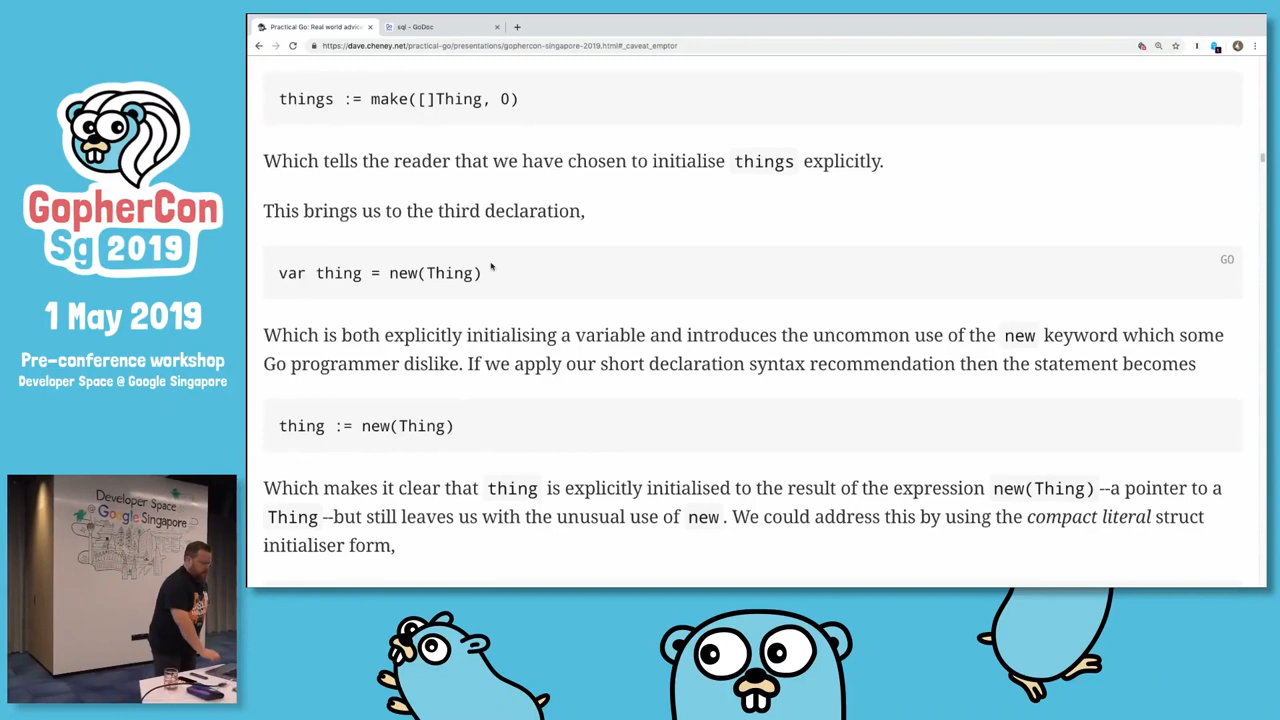 Practical Go: Real world advic
sql - GoDoc
https://dave.cheney.net/practical-go/presentations/gophercon-singapore-2019.html#_caveat_emptor
things := make([]Thing, 0)
Which tells the reader that we have chosen to initialise things explicitly.
This brings us to the third declaration,
var thing = new(Thing)
GO
Which is both explicitly initialising a variable and introduces the uncommon use of the new keyword which some
Go programmer dislike. If we apply our short declaration syntax recommendation then the statement becomes
thing := new(Thing)
Which makes it clear that thing is explicitly initialised to the result of the expression new(Thing)--a pointer to a
Thing--but still leaves us with the unusual use of new. We could address this by using the compact literal struct
initialiser form,
GopherCon
Sg 2019
1 May 2019
Pre-conference workshop
Developer Space @ Google Singapore
Developer Space
@ Google Singapore